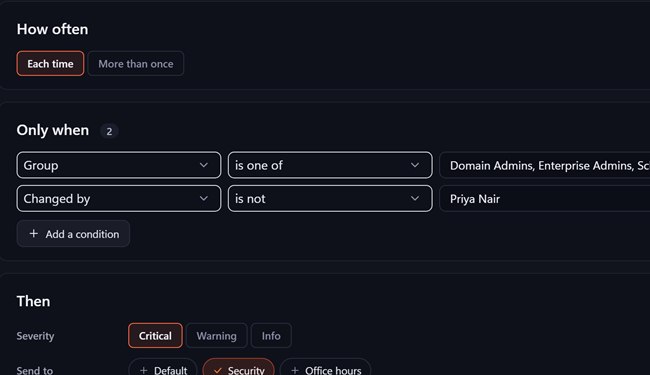 How often
Each time More than once
Only when 2
Group is one of Domain Admins, Enterprise Admins,
Changed by is not Priya Nair
+ Add a condition
Then
Severity Critical Warning Info
Send to + Default ✓ Security + Office hours